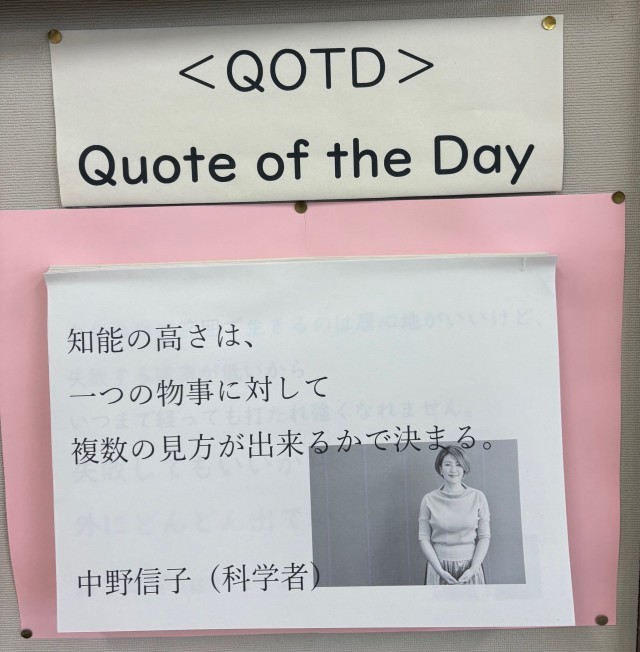 ＜QOTD＞
Quote of the Day
知能の高さは、
一つの物事に対して
複数の見方が出来るかで決まる。
中野信子（科学者）